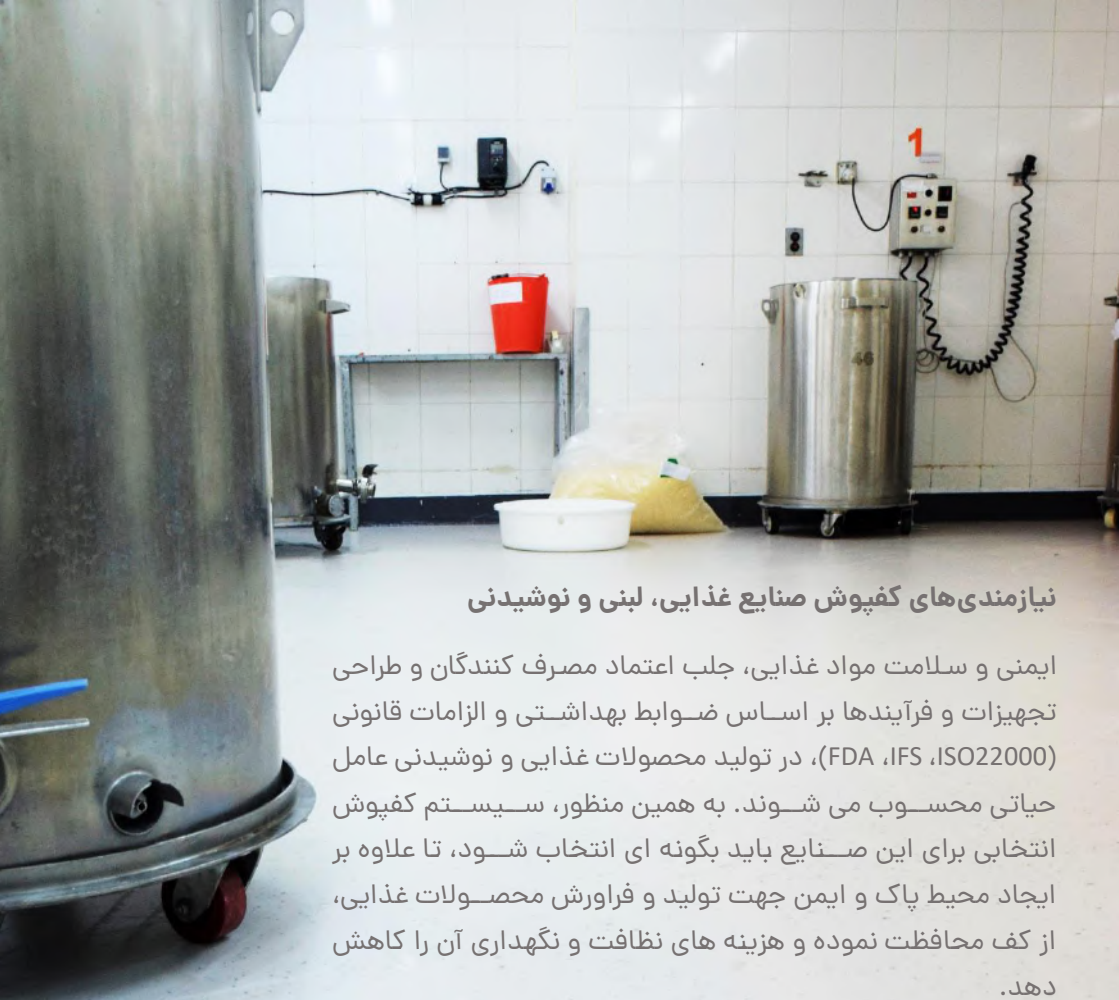 1
46
نیازمندی‌های کفپوش صنایع غذایی، لبنی و نوشیدنی
ایمنی و سلامت مواد غذایی، جلب اعتماد مصرف کنندگان و طراحی
تجهیزات و فرآیندها بر اساس ضوابط بهداشتی و الزامات قانونی
(FDA ،IFS ،ISO22000)، در تولید محصولات غذایی و نوشیدنی عامل
حیاتی محسوب می شوند. به همین منظور، سیستم کفپوش
انتخابی برای این صنایع باید بگونه ای انتخاب شود، تا علاوه بر
ایجاد محیط پاک و ایمن جهت تولید و فراورش محصولات غذایی،
از کف محافظت نموده و هزینه های نظافت و نگهداری آن را کاهش
دهد.